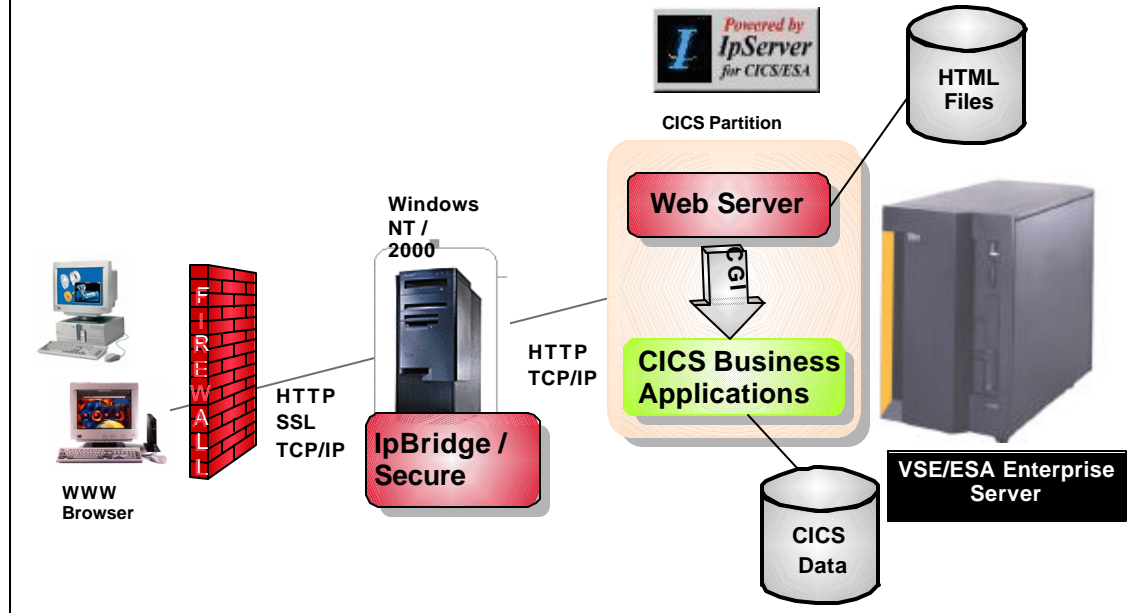 Powered by
IpServer
for CICS/ESA
I
HTML
Files
CICS Partition
Web Server
CGI
Windows
NT /
2000
FIREWALL
HTTP
SSL
TCP/IP
HTTP
TCP/IP
CICS Business
Applications
IpBridge /
Secure
WWW
Browser
VSE/ESA Enterprise
Server
CICS
Data